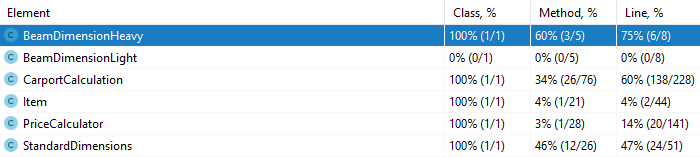 Element Class, % Method, % Line, %
C BeamDimensionHeavy 100% (1/1) 60% (3/5) 75% (6/8)
C BeamDimensionLight 0% (0/1) 0% (0/5) 0% (0/8)
C CarportCalculation 100% (1/1) 34% (26/76) 60% (138/228)
C Item 100% (1/1) 4% (1/21) 4% (2/44)
C PriceCalculator 100% (1/1) 3% (1/28) 14% (20/141)
C StandardDimensions 100% (1/1) 46% (12/26) 47% (24/51)